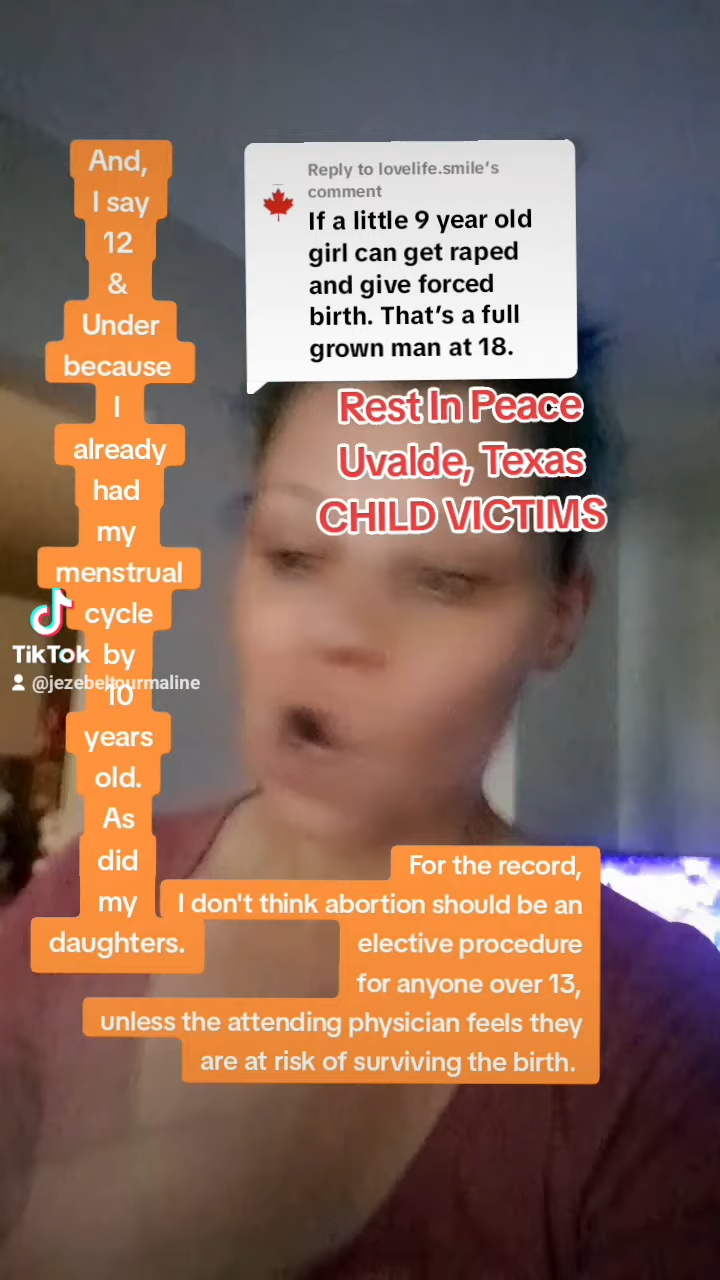 And,
I say
12
&
Under
because
I
already
had
my
menstrual
cycle
by
10
years
old.
As
did
my
daughters.
Reply to lovelife.smile's
comment
If a little 9 year old
girl can get raped
and give forced
birth. That's a full
grown man at 18.
Rest In Peace
Uvalde, Texas
CHILD VICTIMS
TikTok
@jezebeltourmaline
For the record,
I don't think abortion should be an
elective procedure
for anyone over 13,
unless the attending physician feels they
are at risk of surviving the birth.